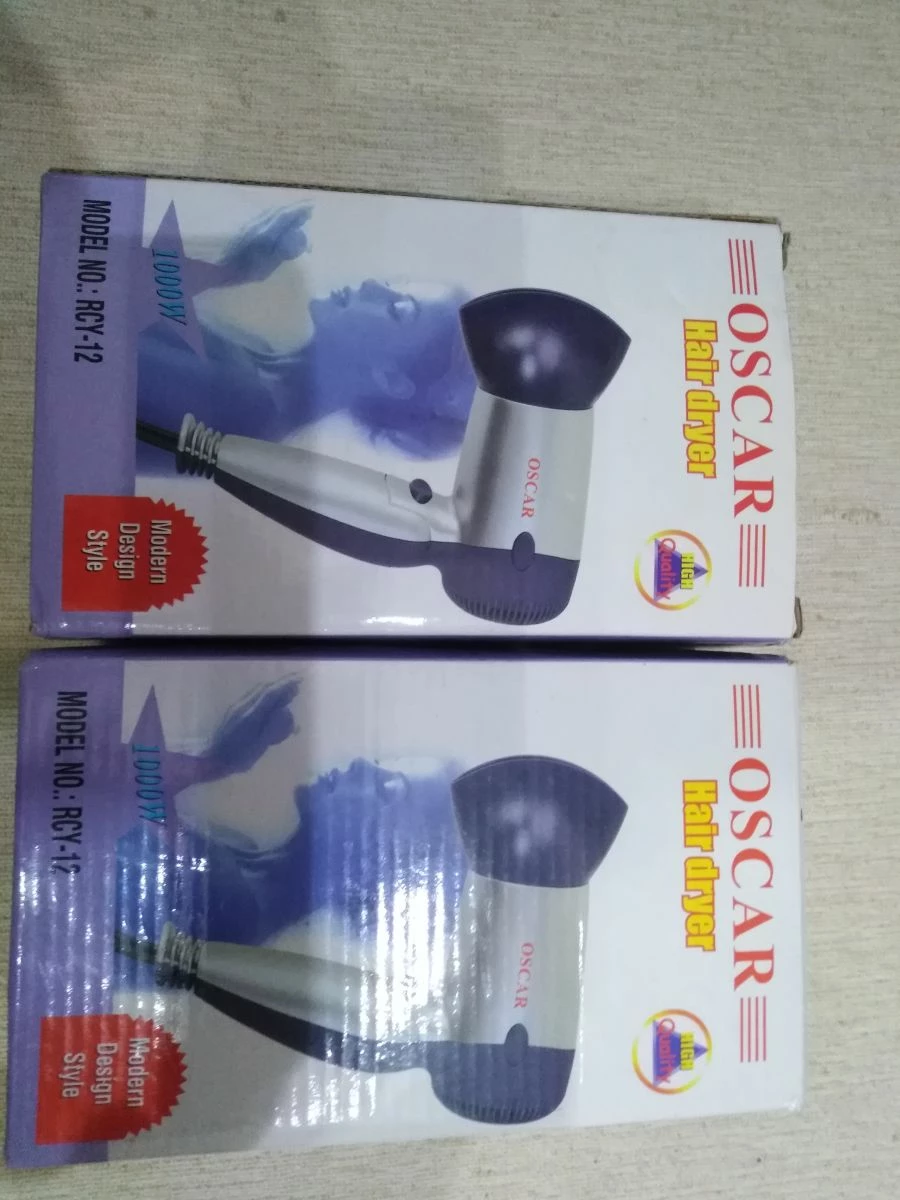 OSCAR
Hair dryer
HIGH
Quality
OSCAR
1000W
Modern
Design
Style
MODEL NO.: RCY-12
OSCAR
Hair dryer
HIGH
Quality
OSCAR
1000W
Modern
Design
Style
MODEL NO.: RCY-12